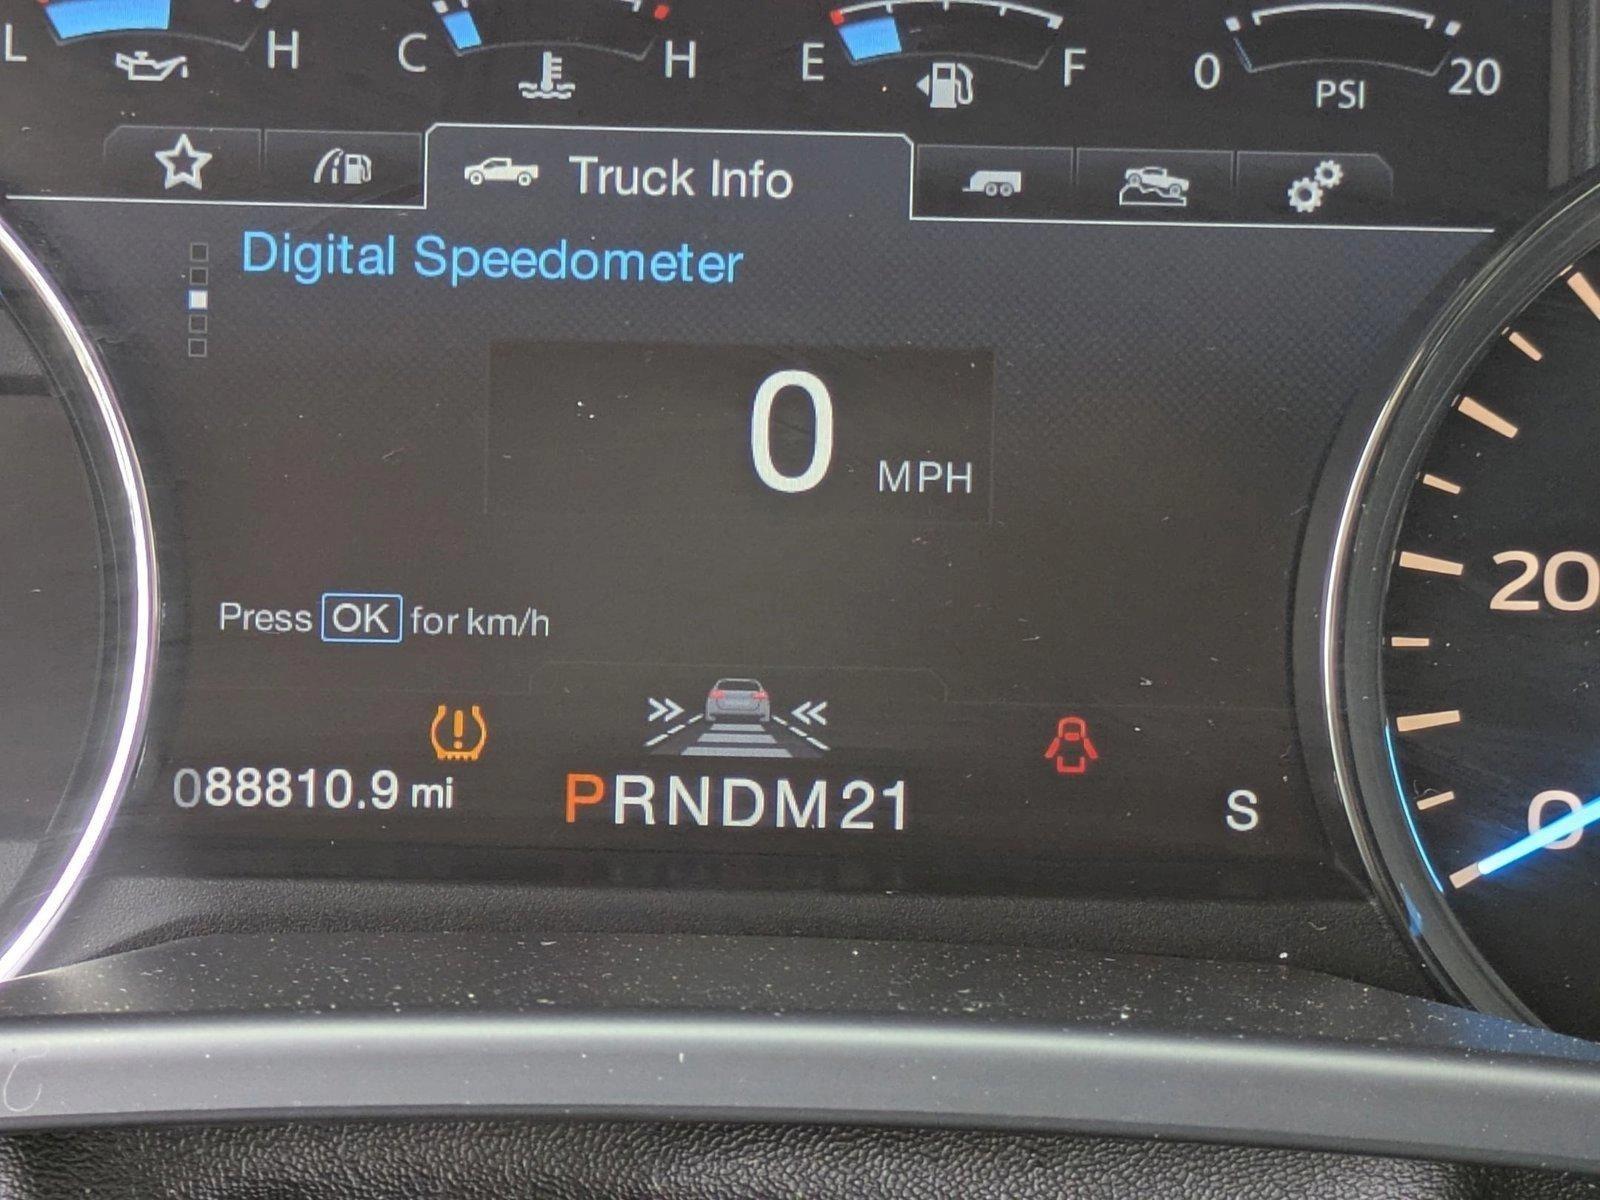 L H C H E F 0 PSI 20
Truck Info
Digital Speedometer
0 MPH
Press OK for km/h
20
088810.9 mi
PRNDM21
S
0